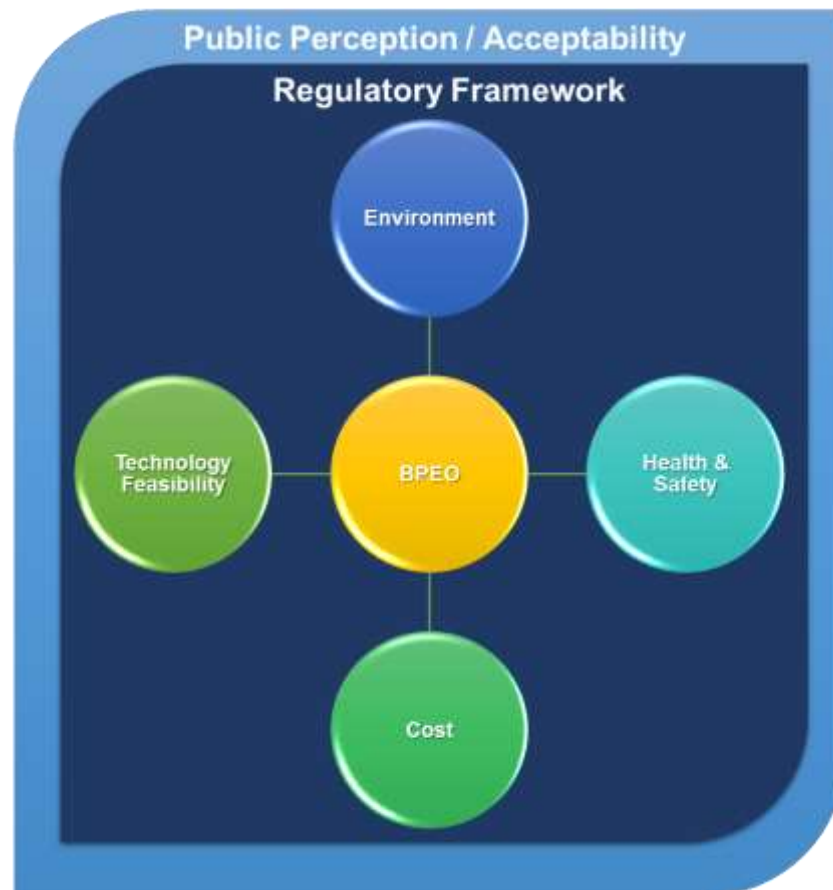 Public Perception / Acceptability
Regulatory Framework
Environment
Technology
Feasibility
BPEO
Health &
Safety
Cost